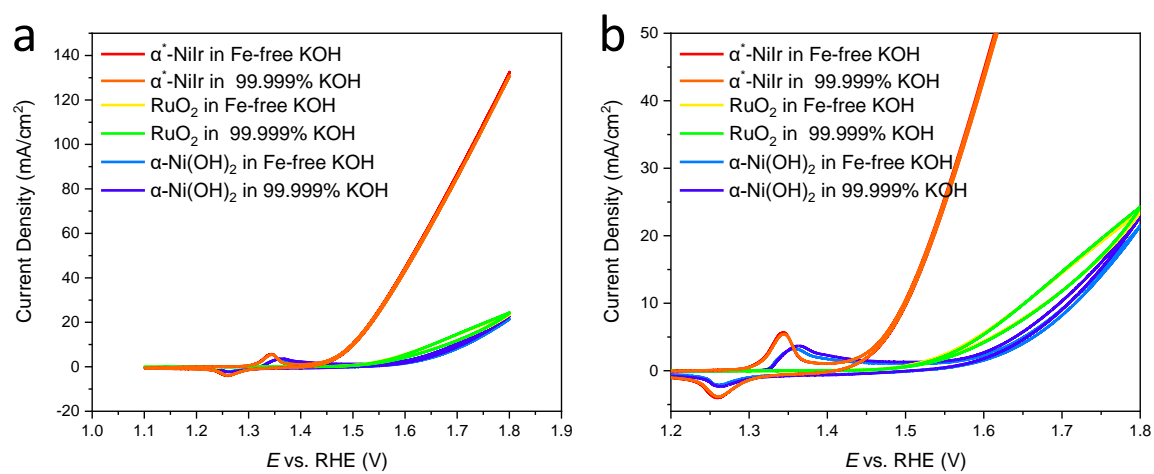 a
140
120
100
80
60
40
20
0
-20
Current Density (mA/cm²)
α*-NiIr in Fe-free KOH
α*-NiIr in 99.999% KOH
RuO₂ in Fe-free KOH
RuO₂ in 99.999% KOH
α-Ni(OH)₂ in Fe-free KOH
α-Ni(OH)₂ in 99.999% KOH
1.0 1.1 1.2 1.3 1.4 1.5 1.6 1.7 1.8 1.9
E vs. RHE (V)
b
50
40
30
20
10
0
Current Density (mA/cm²)
α*-NiIr in Fe-free KOH
α*-NiIr in 99.999% KOH
RuO₂ in Fe-free KOH
RuO₂ in 99.999% KOH
α-Ni(OH)₂ in Fe-free KOH
α-Ni(OH)₂ in 99.999% KOH
1.2 1.3 1.4 1.5 1.6 1.7 1.8
E vs. RHE (V)